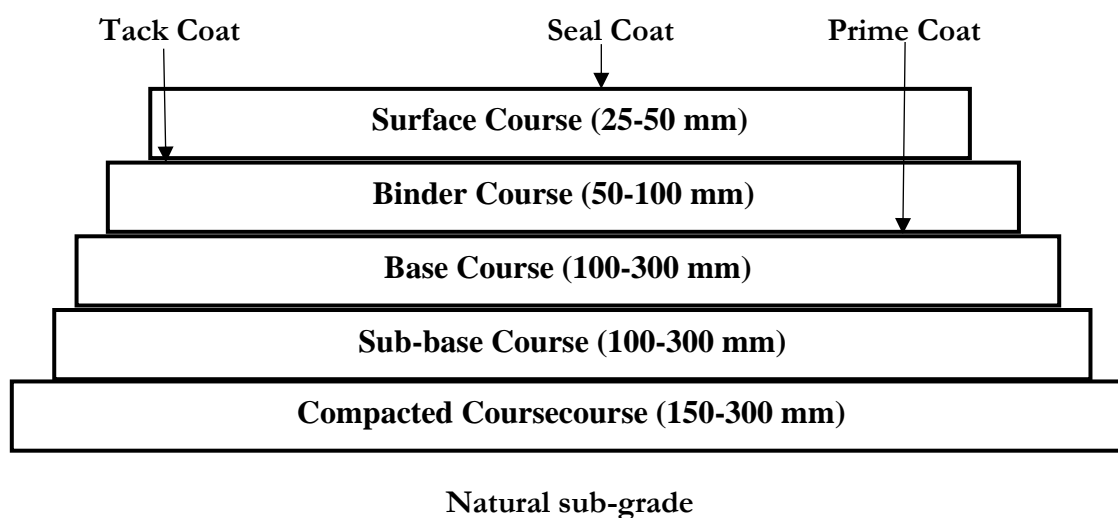 Tack Coat Seal Coat Prime Coat
Surface Course (25-50 mm)
Binder Course (50-100 mm)
Base Course (100-300 mm)
Sub-base Course (100-300 mm)
Compacted Coursecourse (150-300 mm)
Natural sub-grade